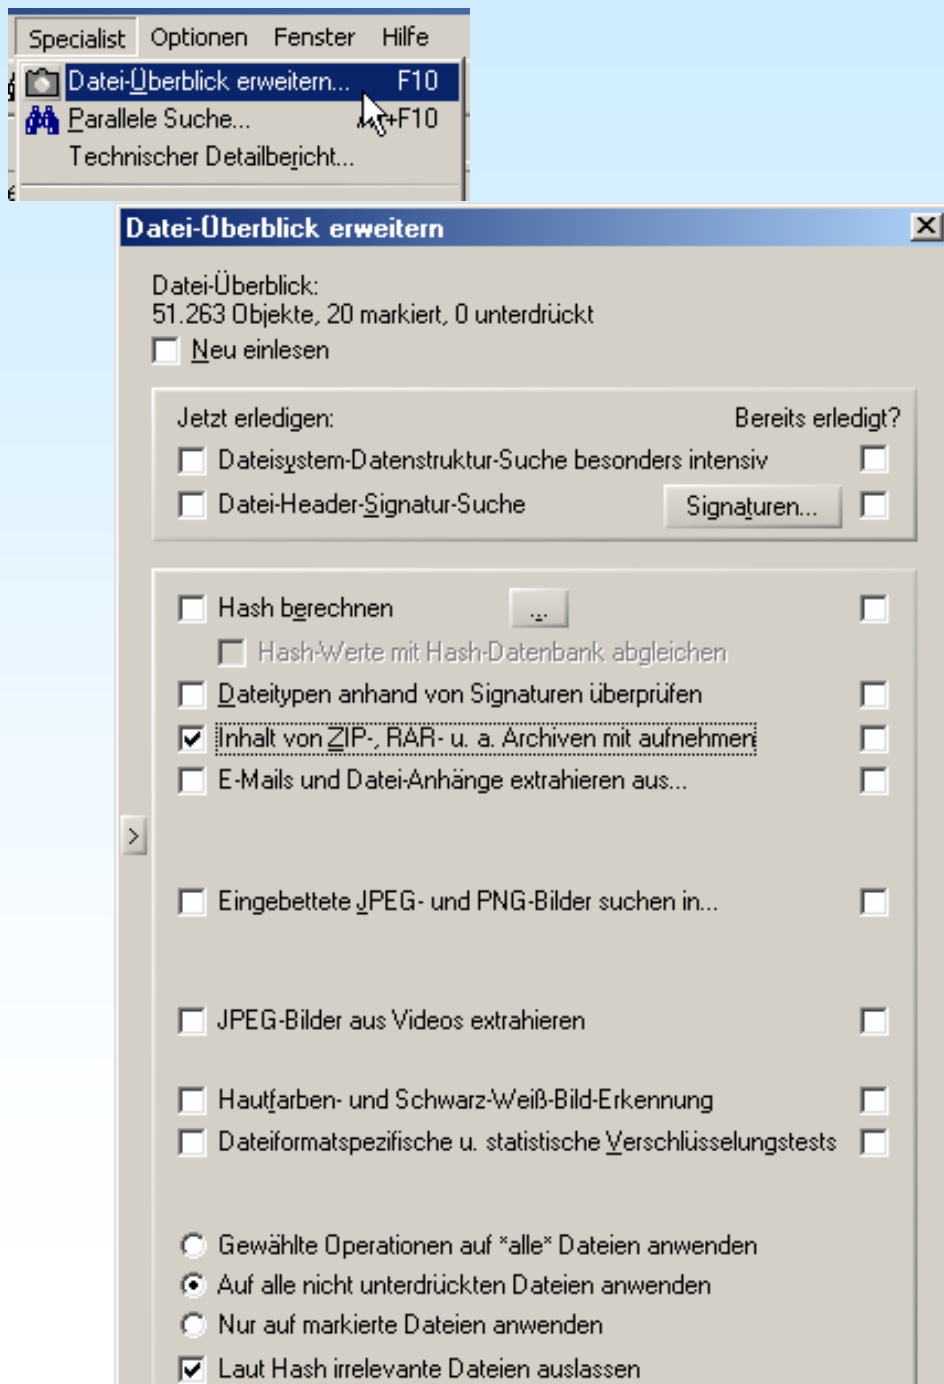 Specialist Optionen Fenster Hilfe
Datei-Überblick erweitern... F10
Parallele Suche... +F10
Technischer Detailbericht...
Datei-Überblick erweitern
Datei-Überblick:
51.263 Objekte, 20 markiert, 0 unterdrückt
Neu einlesen
Jetzt erledigen: Bereits erledigt?
Dateisystem-Datenstruktur-Suche besonders intensiv
Datei-Header-Signatur-Suche Signaturen...
Hash berechnen ...
Hash-Werte mit Hash-Datenbank abgleichen
Dateitypen anhand von Signaturen überprüfen
Inhalt von ZIP-, RAR- u. a. Archiven mit aufnehmen
E-Mails und Datei-Anhänge extrahieren aus...
>
Eingebettete JPEG- und PNG-Bilder suchen in...
JPEG-Bilder aus Videos extrahieren
Hautfarben- und Schwarz-Weiß-Bild-Erkennung
Dateiformatspezifische u. statistische Verschlüsselungstests
Gewählte Operationen auf *alle* Dateien anwenden
Auf alle nicht unterdrückten Dateien anwenden
Nur auf markierte Dateien anwenden
Laut Hash irrelevante Dateien auslassen